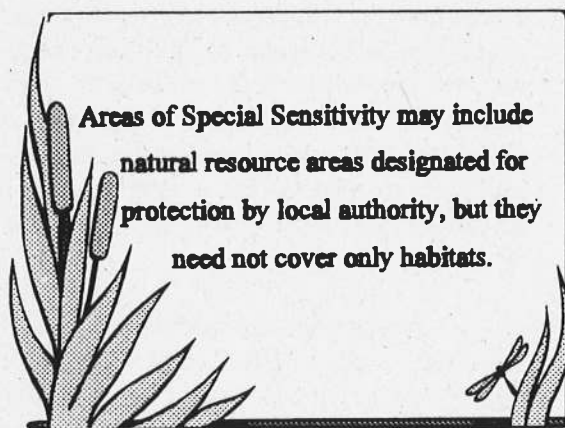 Areas of Special Sensitivity may include
natural resource areas designated for
protection by local authority, but they
need not cover only habitats.